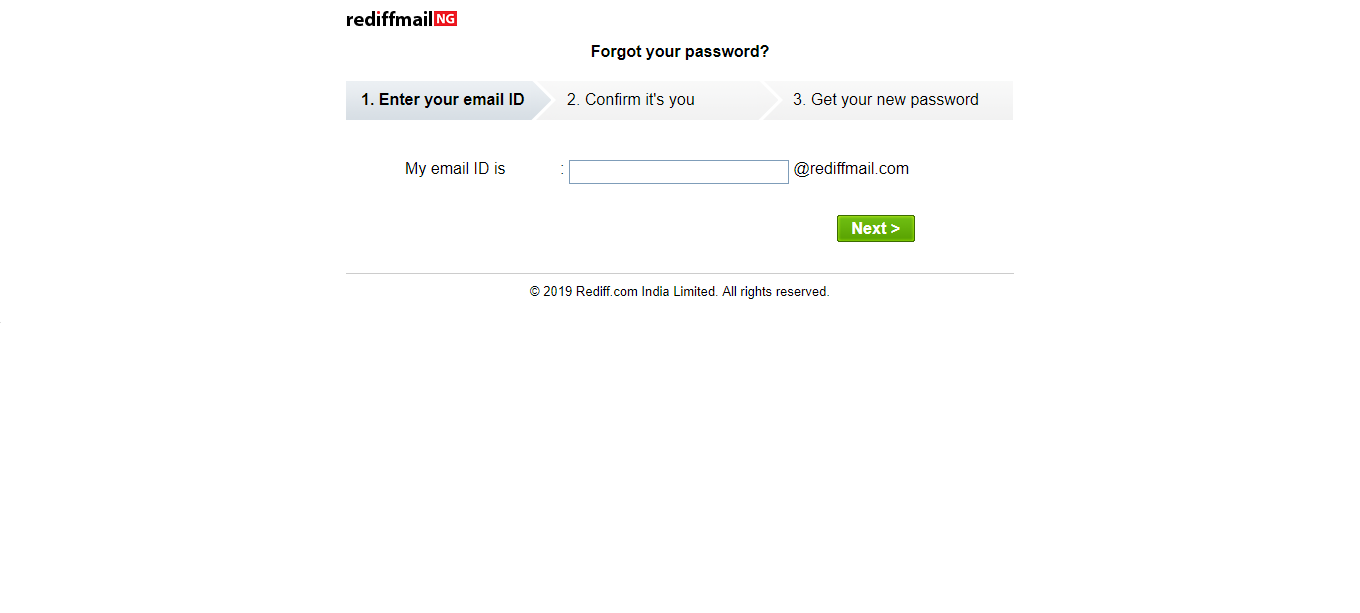 rediffmail NG
Forgot your password?
1. Enter your email ID 2. Confirm it's you 3. Get your new password
My email ID is : @rediffmail.com
Next >
© 2019 Rediff.com India Limited. All rights reserved.